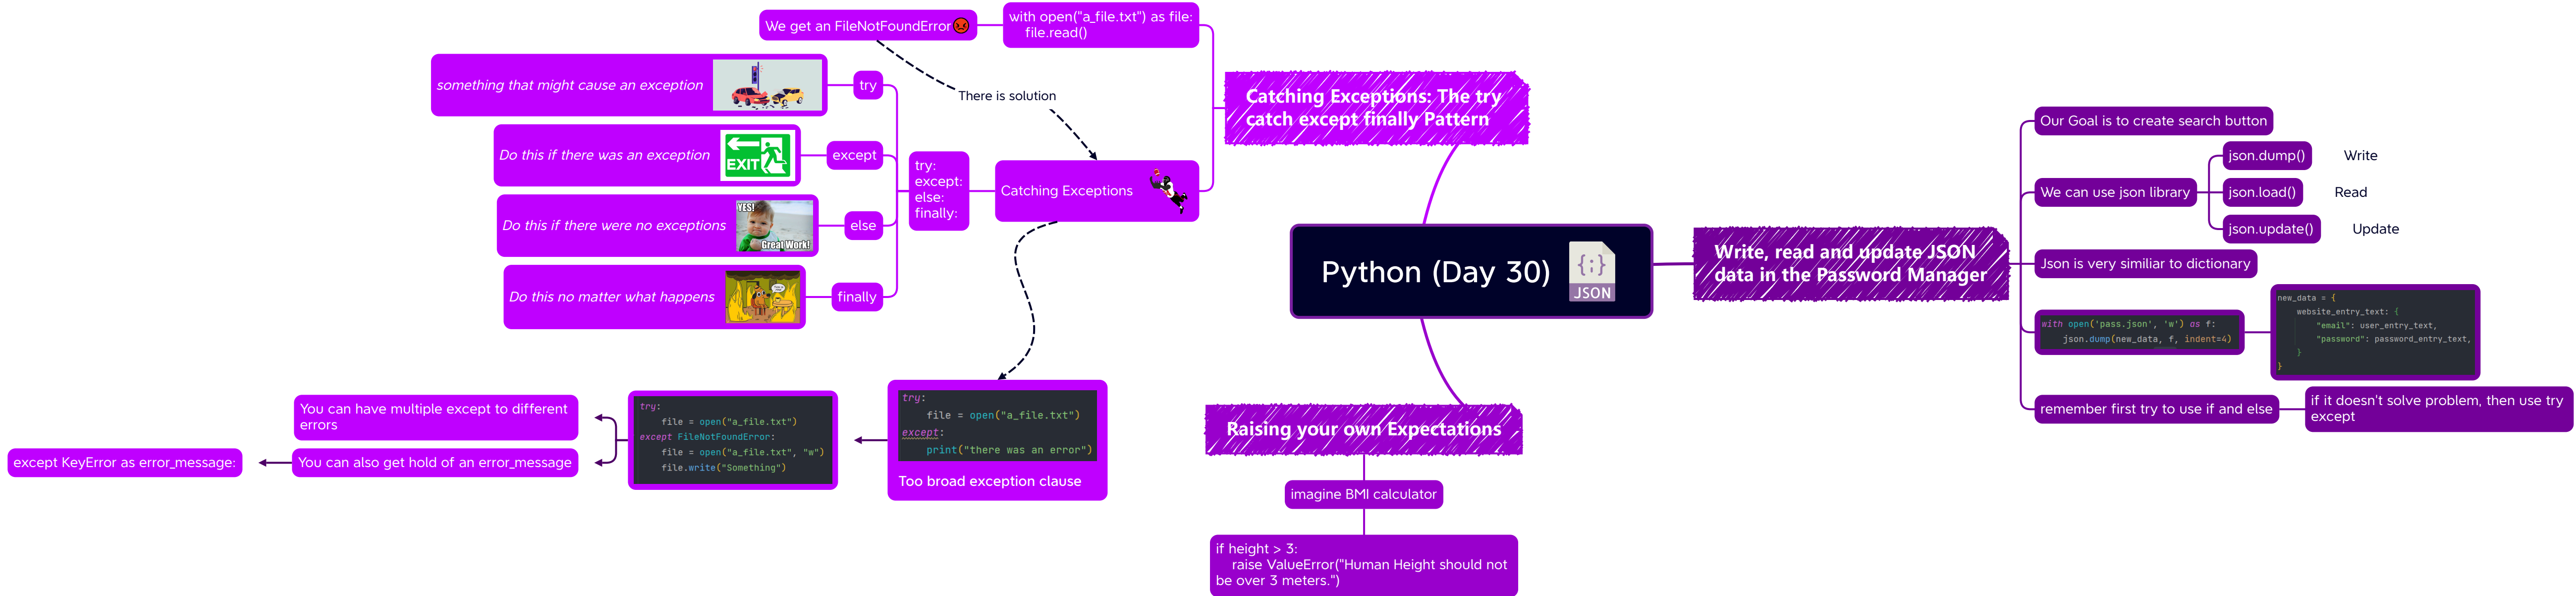 Python (Day 30)
{;}
JSON
Catching Exceptions: The try
catch except finally Pattern
with open("a_file.txt") as file:
    file.read()
We get an FileNotFoundError😡
There is solution
Catching Exceptions
try:
except:
else:
finally:
try
something that might cause an exception
except
Do this if there was an exception
EXIT
else
Do this if there were no exceptions
YES!
Great Work!
finally
Do this no matter what happens
try:
    file = open("a_file.txt")
except:
    print("there was an error")
Too broad exception clause
try:
    file = open("a_file.txt")
except FileNotFoundError:
    file = open("a_file.txt", "w")
    file.write("Something")
You can have multiple except to different
errors
You can also get hold of an error_message
except KeyError as error_message:
Write, read and update JSON
data in the Password Manager
Our Goal is to create search button
We can use json library
json.dump()
Write
json.load()
Read
json.update()
Update
Json is very similiar to dictionary
with open('pass.json', 'w') as f:
    json.dump(new_data, f, indent=4)
new_data = {
    website_entry_text: {
        "email": user_entry_text,
        "password": password_entry_text,
    }
}
remember first try to use if and else
if it doesn't solve problem, then use try
except
Raising your own Expectations
imagine BMI calculator
if height > 3:
    raise ValueError("Human Height should not
be over 3 meters.")